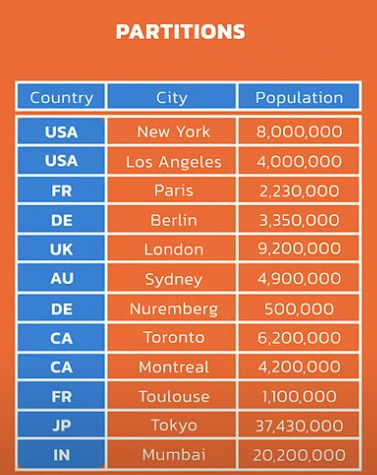 PARTITIONS
Country City Population
USA New York 8,000,000
USA Los Angeles 4,000,000
FR Paris 2,230,000
DE Berlin 3,350,000
UK London 9,200,000
AU Sydney 4,900,000
DE Nuremberg 500,000
CA Toronto 6,200,000
CA Montreal 4,200,000
FR Toulouse 1,100,000
JP Tokyo 37,430,000
IN Mumbai 20,200,000